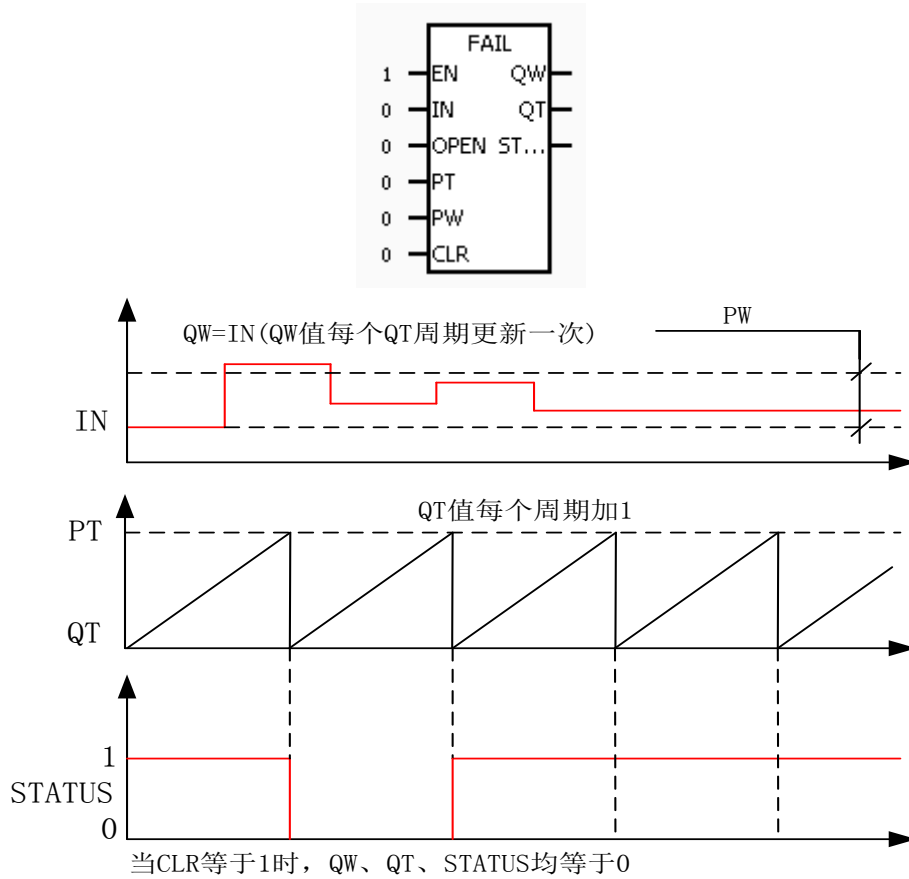 FAIL
1 EN QW
0 IN QT
0 OPEN ST...
0 PT
0 PW
0 CLR
QW=IN(QW值每个QT周期更新一次)
PW
IN
QT值每个周期加1
PT
QT
1
STATUS
0
当CLR等于1时，QW、QT、STATUS均等于0